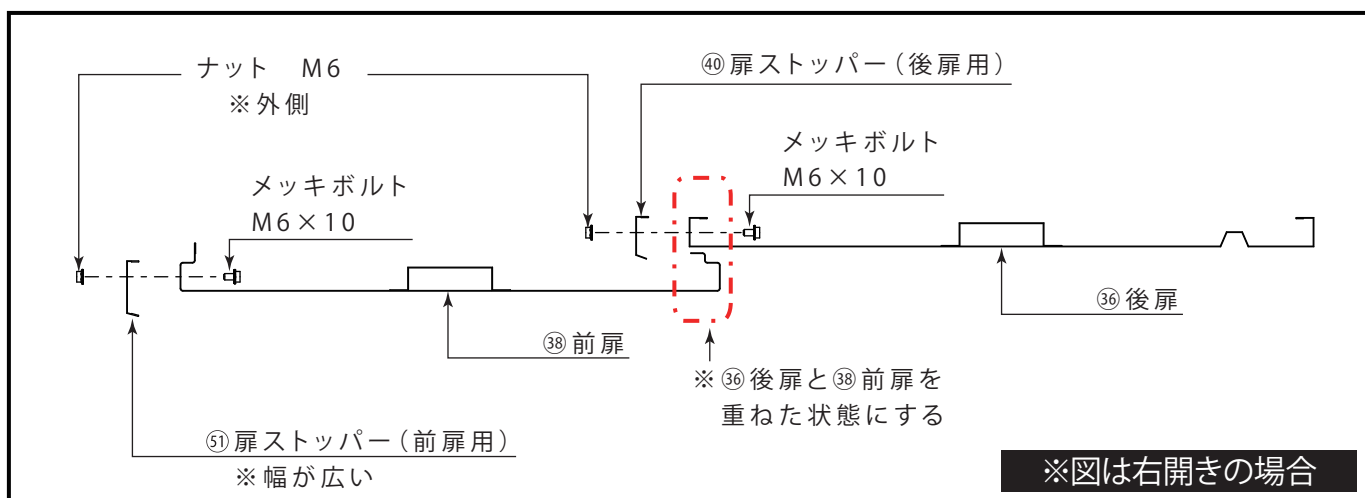 ナット　M6
※外側
㊵扉ストッパー（後扉用）
メッキボルト
M6×10
メッキボルト
M6×10
㊱後扉
㊳前扉
※㊱後扉と㊳前扉を
重ねた状態にする
�51扉ストッパー（前扉用）
※幅が広い
※図は右開きの場合